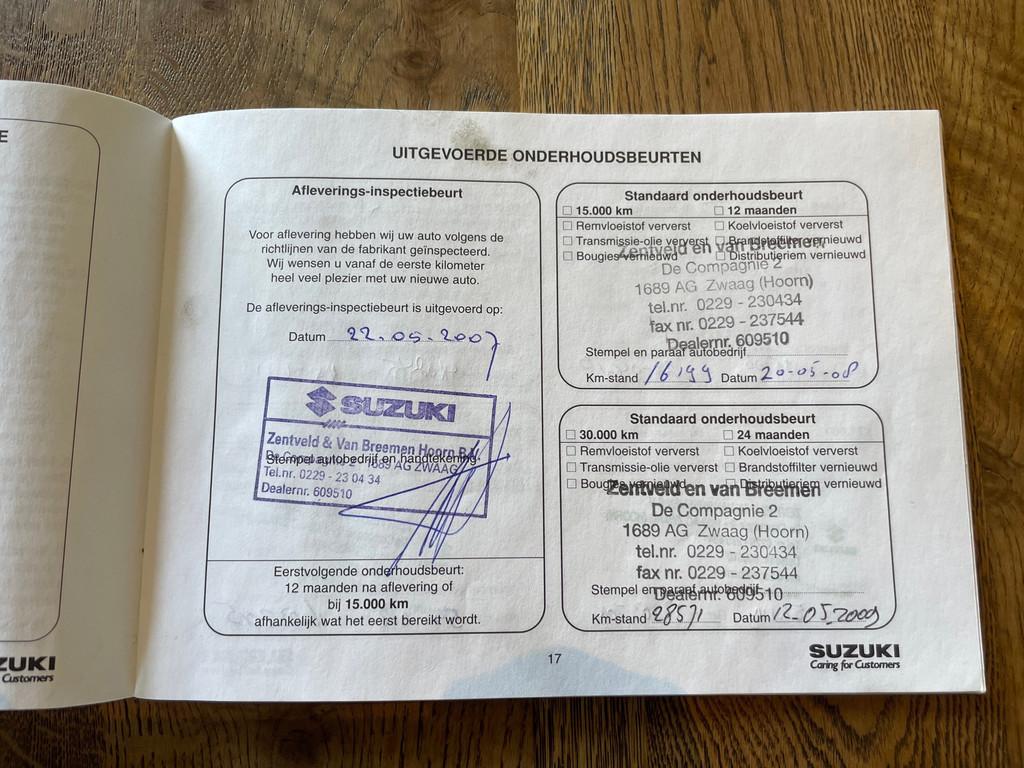 E
ZUKI
Customers
UITGEVOERDE ONDERHOUDSBEURTEN
Afleverings-inspectiebeurt
Voor aflevering hebben wij uw auto volgens de
richtlijnen van de fabrikant geïnspecteerd.
Wij wensen u vanaf de eerste kilometer
heel veel plezier met uw nieuwe auto.
De afleverings-inspectiebeurt is uitgevoerd op:
Datum 22.05.2007
SUZUKI
Zentveld & Van Breemen Hoorn B.V.
De Compagnie 2 - 1689 AG ZWAAG
Stempel autobedrijf en handtekening
Tel.nr. 0229 - 23 04 34
Dealernr. 609510
Eerstvolgende onderhoudsbeurt:
12 maanden na aflevering of
bij 15.000 km
afhankelijk wat het eerst bereikt wordt.
Standaard onderhoudsbeurt
15.000 km 12 maanden
Remvloeistof ververst Koelvloeistof ververst
Transmissie-olie ververst Brandstoffilter vernieuwd
Bougies vernieuwd Distributieriem vernieuwd
Zentveld en van Breemen
De Compagnie 2
1689 AG Zwaag (Hoorn)
tel.nr. 0229 - 230434
fax nr. 0229 - 237544
Dealernr. 609510
Stempel en paraaf autobedrijf
Km-stand 16199 Datum 20-05-08
Standaard onderhoudsbeurt
30.000 km 24 maanden
Remvloeistof ververst Koelvloeistof ververst
Transmissie-olie ververst Brandstoffilter vernieuwd
Bougies vernieuwd Distributieriem vernieuwd
Zentveld en van Breemen
De Compagnie 2
1689 AG Zwaag (Hoorn)
tel.nr. 0229 - 230434
fax nr. 0229 - 237544
Stempel en paraaf autobedrijf
Dealernr. 609510
Km-stand 28571 Datum 12-05-2009
17
SUZUKI
Caring for Customers